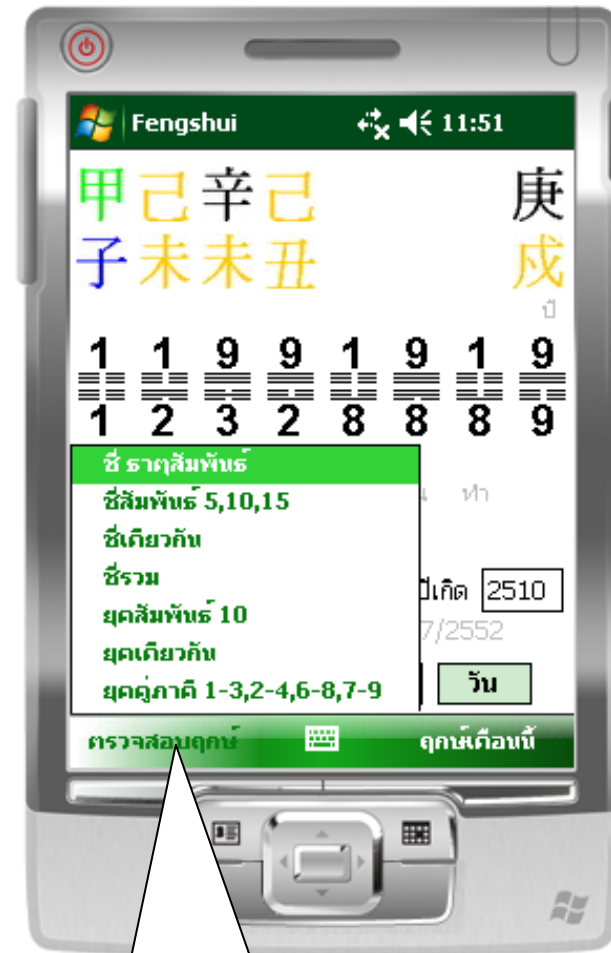 Fengshui 11:51
甲 己 辛 己 庚
子 未 未 丑 戌
ปี
1 1 9 9 1 9 1 9
1 2 3 2 8 8 8 9
ชี่ ธาตุสัมพันธ์
ชี่สัมพันธ์ 5,10,15
ทำ
ชี่เดียวกัน
ชี่รวม
ปีเกิด 2510
ยุคสัมพันธ์ 10
7/2552
ยุคเดียวกัน
ยุคคู่ภาคี 1-3,2-4,6-8,7-9
วัน
ตรวจสอบฤกษ์ ฤกษ์เดือนนี้